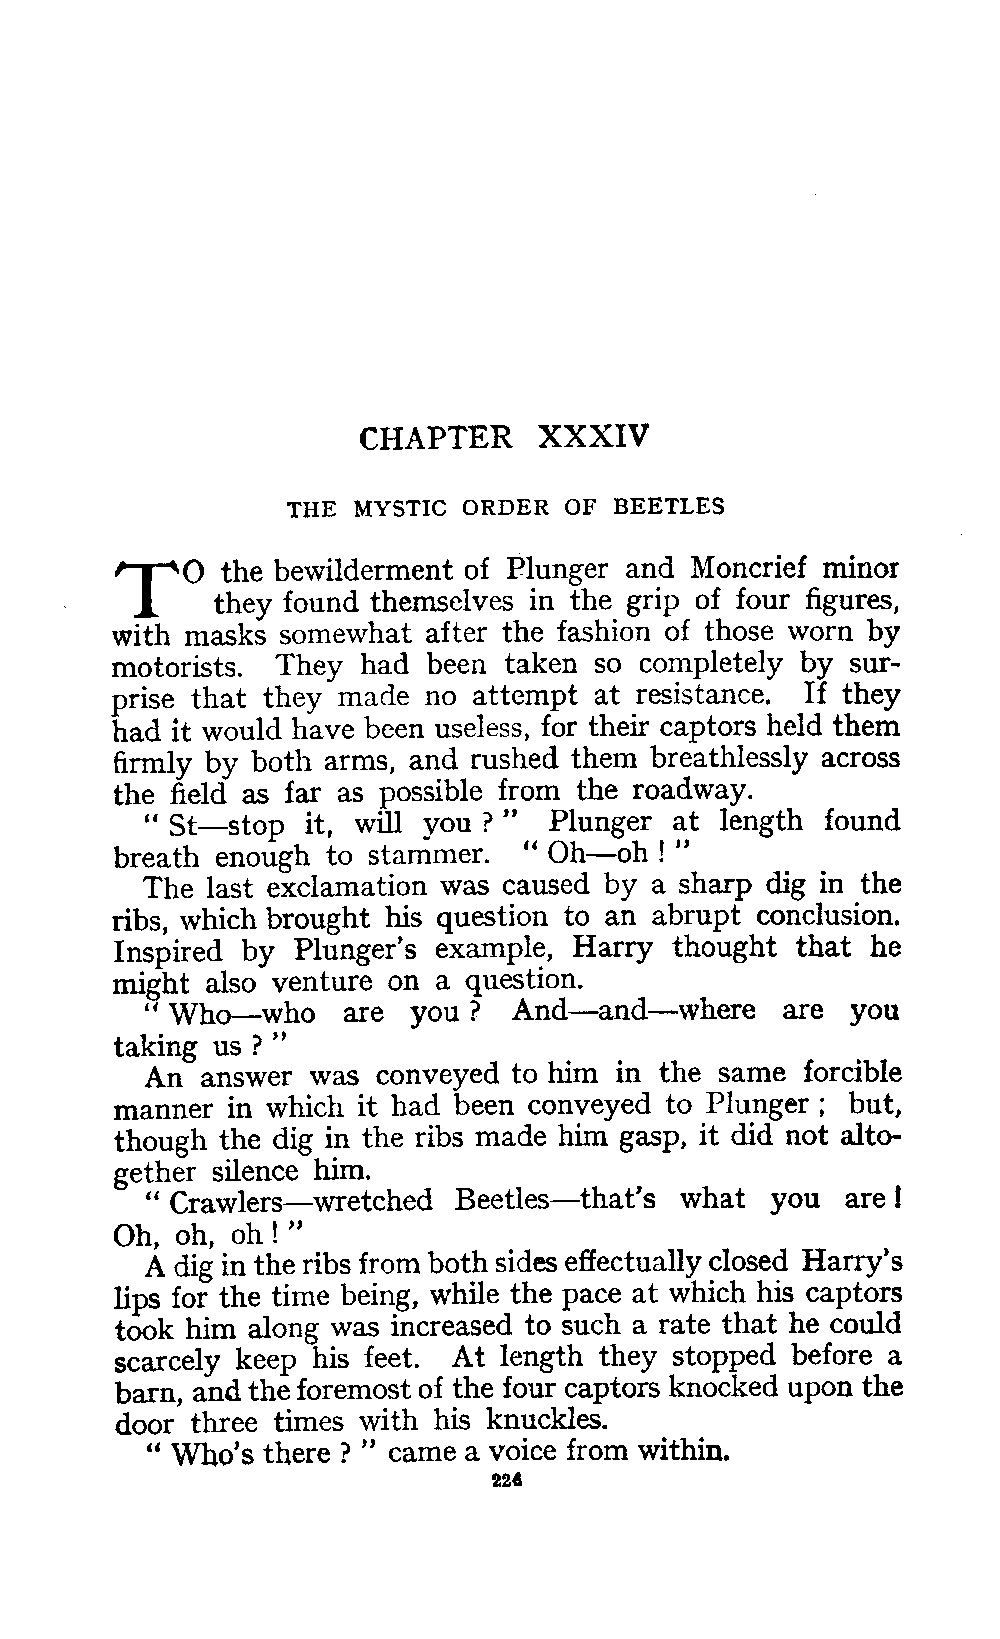 CHAPTER XXXIV
THE MYSTIC ORDER OF BEETLES
TO the bewilderment of Plunger and Moncrief minor
they found themselves in the grip of four figures,
with masks somewhat after the fashion of those worn by
motorists. They had been taken so completely by sur-
prise that they made no attempt at resistance. If they
had it would have been useless, for their captors held them
firmly by both arms, and rushed them breathlessly across
the field as far as possible from the roadway.
“ St—stop it, will you ? ” Plunger at length found
breath enough to stammer. “ Oh—oh ! ”
The last exclamation was caused by a sharp dig in the
ribs, which brought his question to an abrupt conclusion.
Inspired by Plunger's example, Harry thought that he
might also venture on a question.
“ Who—who are you ? And—and—where are you
taking us ? ”
An answer was conveyed to him in the same forcible
manner in which it had been conveyed to Plunger ; but,
though the dig in the ribs made him gasp, it did not alto-
gether silence him.
“ Crawlers—wretched Beetles—that's what you are !
Oh, oh, oh ! ”
A dig in the ribs from both sides effectually closed Harry's
lips for the time being, while the pace at which his captors
took him along was increased to such a rate that he could
scarcely keep his feet. At length they stopped before a
barn, and the foremost of the four captors knocked upon the
door three times with his knuckles.
“ Who's there ? ” came a voice from within.
224